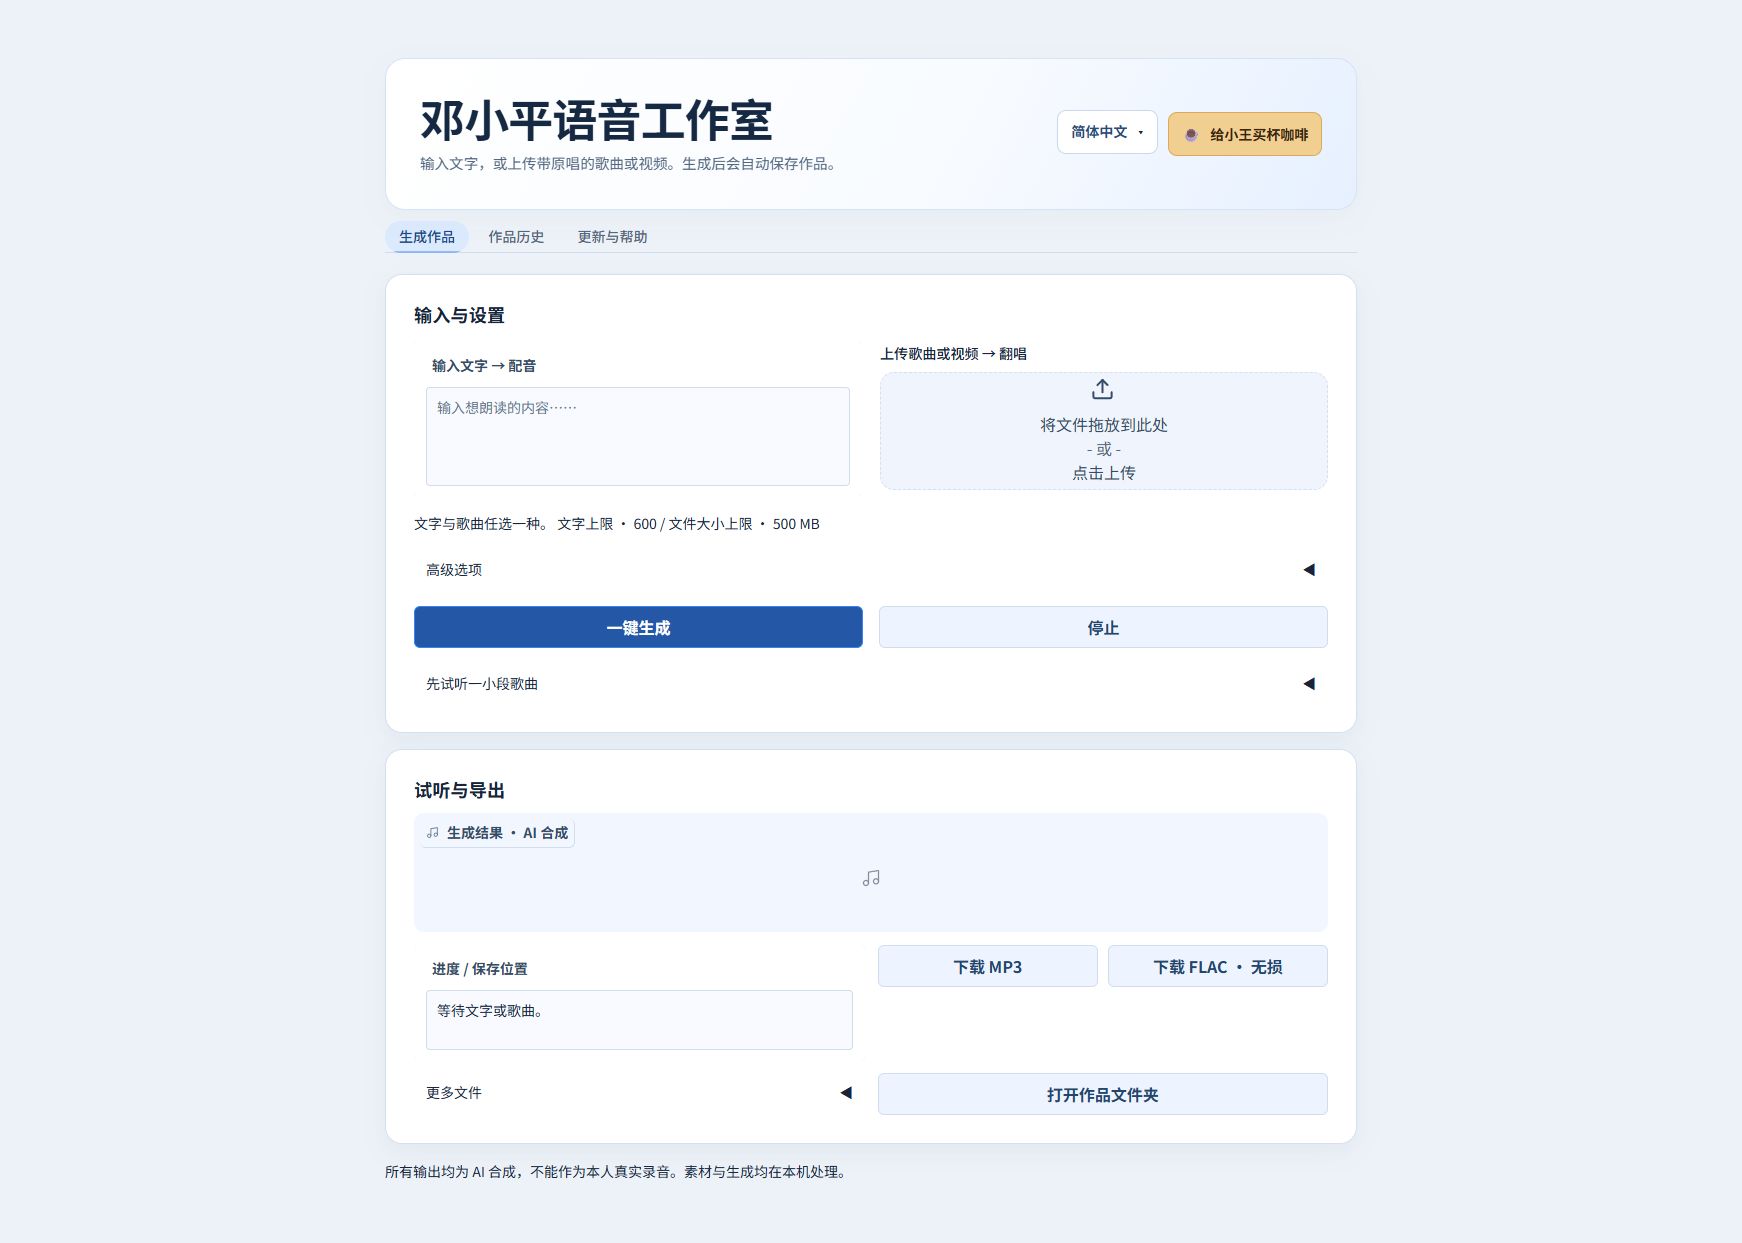 邓小平语音工作室
输入文字，或上传带原唱的歌曲或视频。生成后会自动保存作品。
简体中文
给小王买杯咖啡
生成作品
作品历史
更新与帮助
输入与设置
输入文字 → 配音
输入想朗读的内容……
上传歌曲或视频 → 翻唱
将文件拖放到此处
- 或 -
点击上传
文字与歌曲任选一种。 文字上限 · 600 / 文件大小上限 · 500 MB
高级选项
一键生成
停止
先试听一小段歌曲
试听与导出
生成结果 · AI 合成
进度 / 保存位置
等待文字或歌曲。
下载 MP3
下载 FLAC · 无损
更多文件
打开作品文件夹
所有输出均为 AI 合成，不能作为本人真实录音。素材与生成均在本机处理。